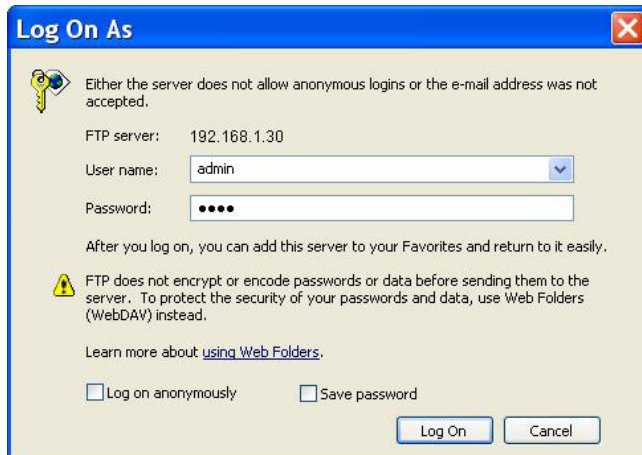 Log On As
Either the server does not allow anonymous logins or the e-mail address was not
accepted.
FTP server: 192.168.1.30
User name: admin
Password: ●●●●
After you log on, you can add this server to your Favorites and return to it easily.
FTP does not encrypt or encode passwords or data before sending them to the
server. To protect the security of your passwords and data, use Web Folders
(WebDAV) instead.
Learn more about using Web Folders.
Log on anonymously Save password
Log On Cancel